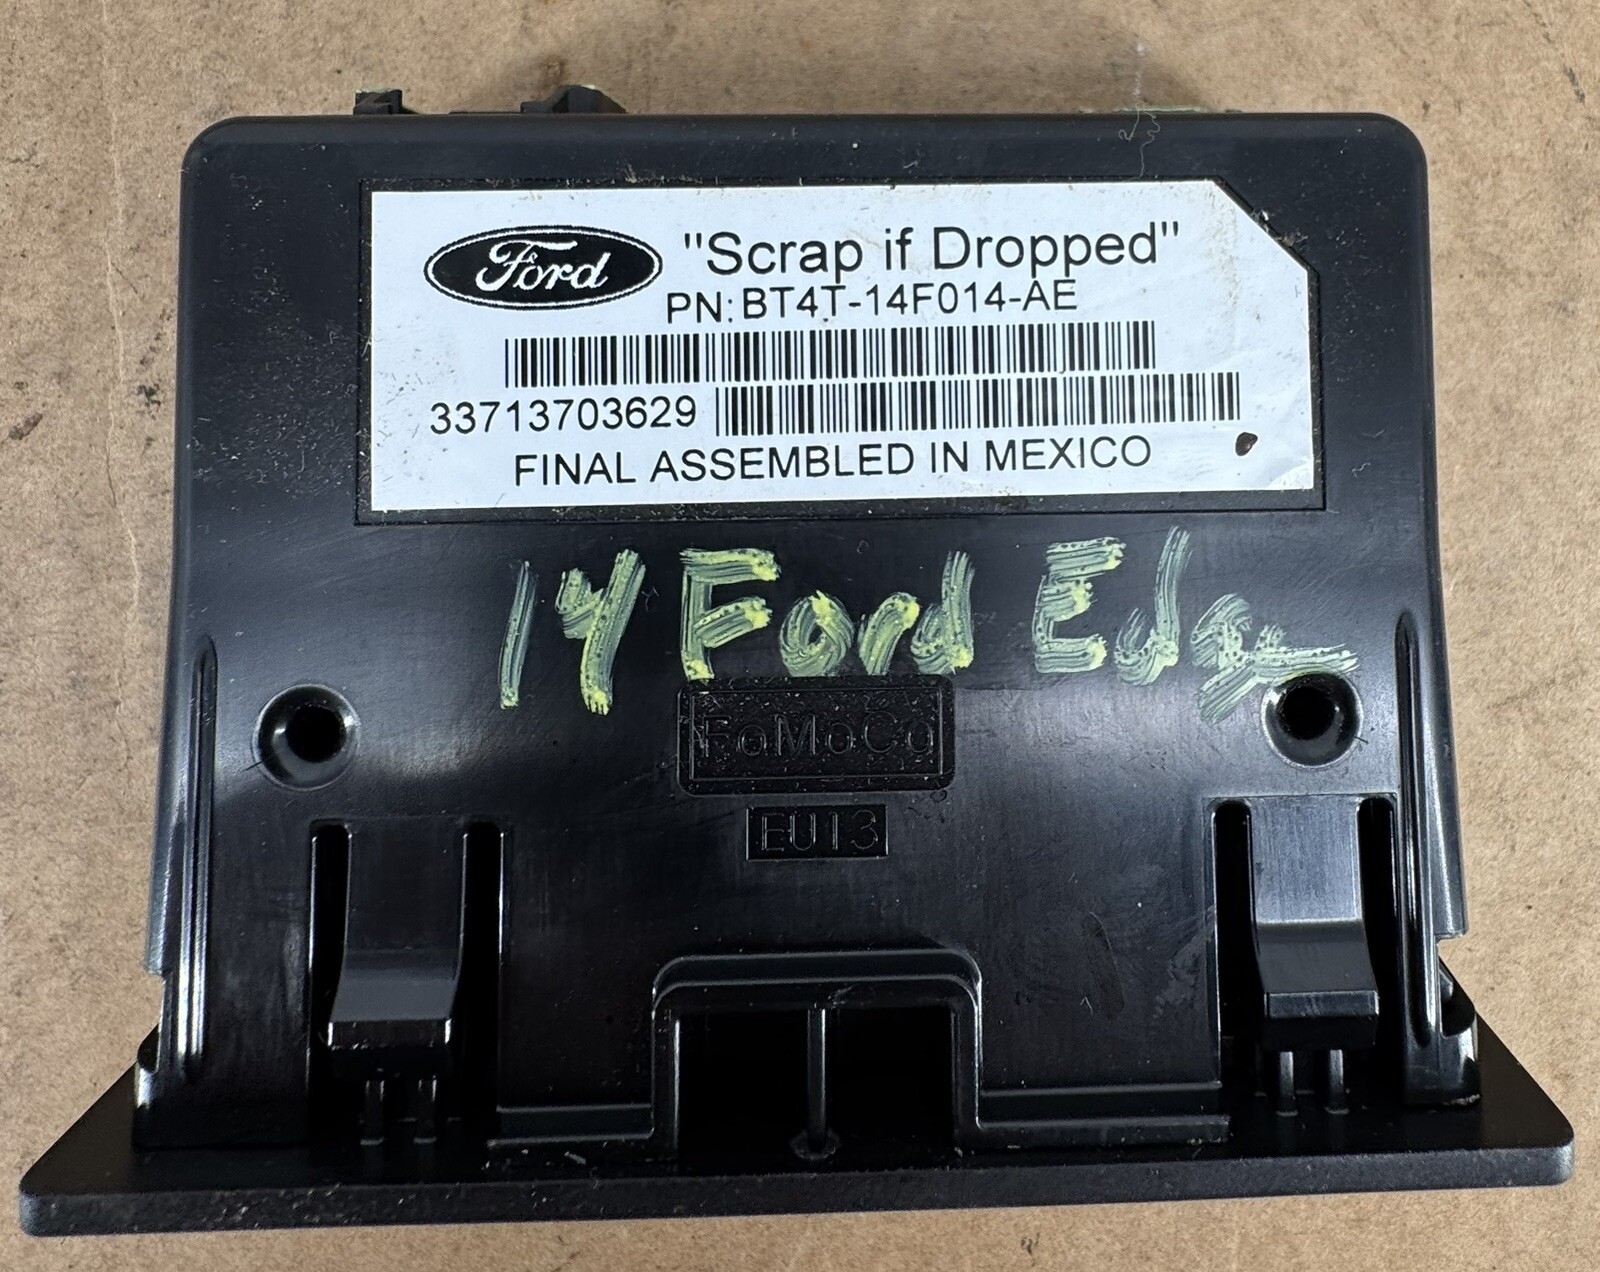 Ford "Scrap if Dropped"
PN: BT4T-14F014-AE
33713703629
FINAL ASSEMBLED IN MEXICO
14 Ford Edge
FoMoCo
EU13